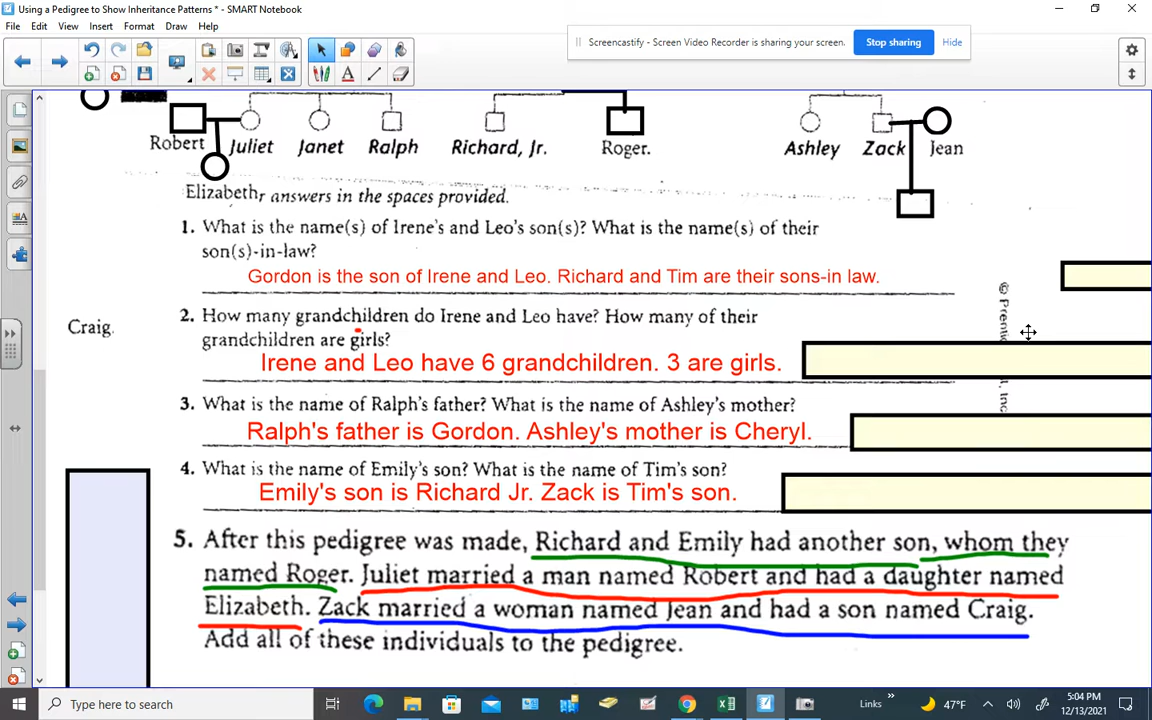 Using a Pedigree to Show Inheritance Patterns * - SMART Notebook
File Edit View Insert Format Draw Help
Screencastify - Screen Video Recorder is sharing your screen. Stop sharing Hide
Robert Juliet Janet Ralph Richard, Jr. Roger. Ashley Zack Jean
Elizabeth r answers in the spaces provided.
1. What is the name(s) of Irene's and Leo's son(s)? What is the name(s) of their
son(s)-in-law?
Gordon is the son of Irene and Leo. Richard and Tim are their sons-in law.
2. How many grandchildren do Irene and Leo have? How many of their
grandchildren are girls?
Irene and Leo have 6 grandchildren. 3 are girls.
Craig.
© Prentic
, Inc
3. What is the name of Ralph's father? What is the name of Ashley's mother?
Ralph's father is Gordon. Ashley's mother is Cheryl.
4. What is the name of Emily's son? What is the name of Tim's son?
Emily's son is Richard Jr. Zack is Tim's son.
5. After this pedigree was made, Richard and Emily had another son, whom they
named Roger. Juliet married a man named Robert and had a daughter named
Elizabeth. Zack married a woman named Jean and had a son named Craig.
Add all of these individuals to the pedigree.
Type here to search
Links
47°F
5:04 PM
12/13/2021